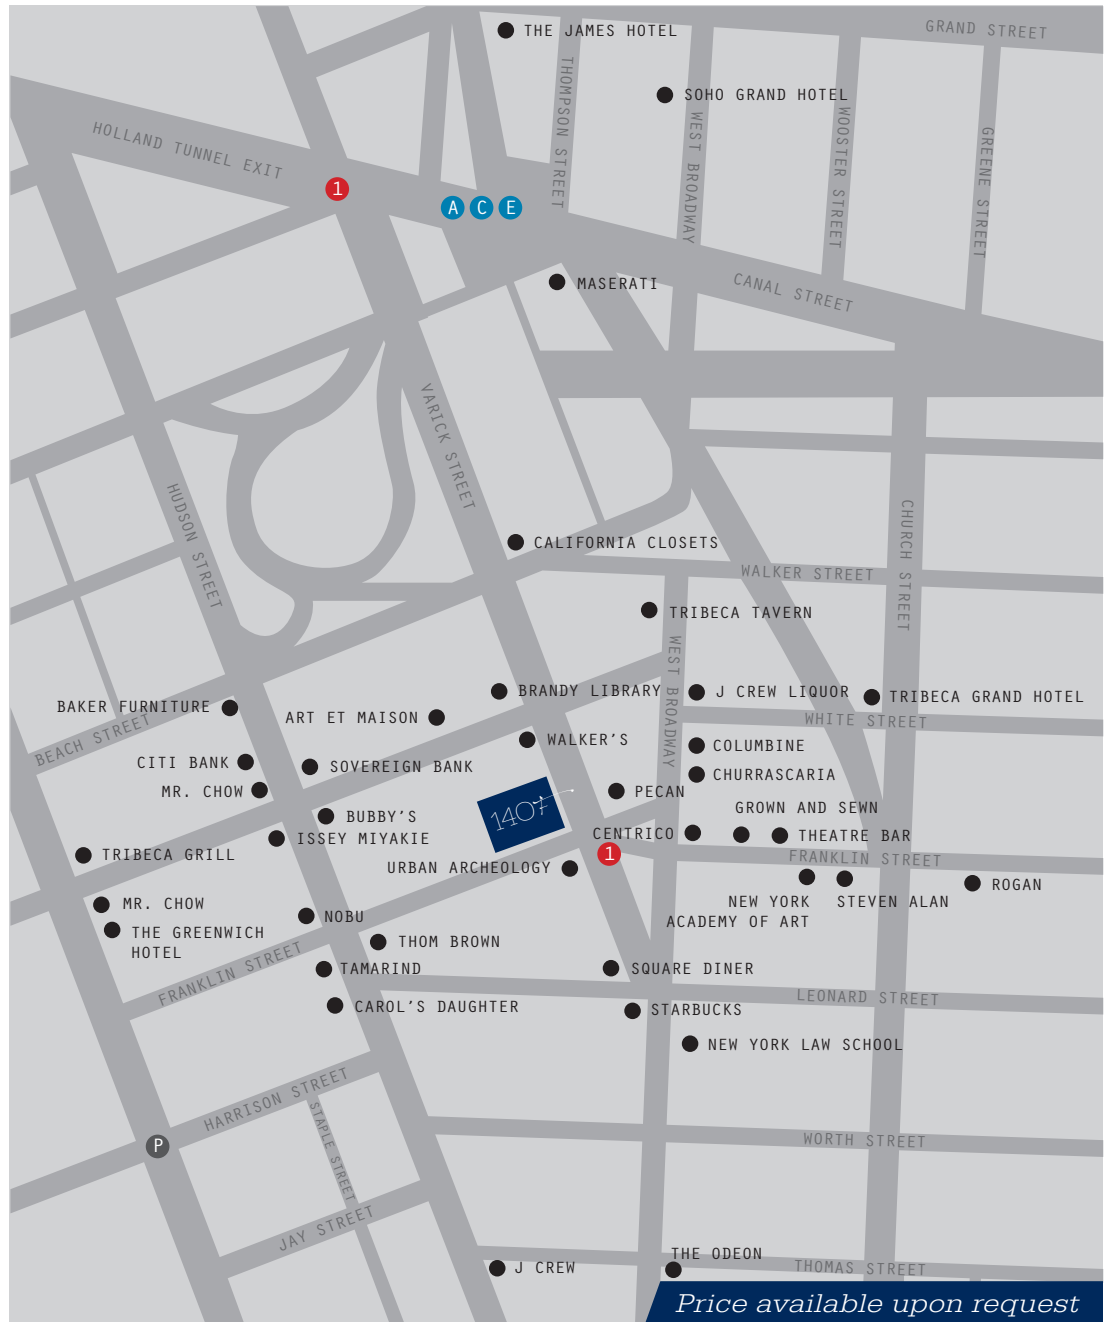 THE JAMES HOTEL
GRAND STREET
THOMPSON STREET
SOHO GRAND HOTEL
WEST BROADWAY
WOOSTER STREET
GREENE STREET
HOLLAND TUNNEL EXIT
1
A C E
MASERATI
CANAL STREET
VARICK STREET
HUDSON STREET
CHURCH STREET
CALIFORNIA CLOSETS
WALKER STREET
TRIBECA TAVERN
WEST BROADWAY
BRANDY LIBRARY
J CREW LIQUOR
TRIBECA GRAND HOTEL
BAKER FURNITURE
ART ET MAISON
WHITE STREET
BEACH STREET
WALKER'S
COLUMBINE
CITI BANK
SOVEREIGN BANK
CHURRASCARIA
MR. CHOW
PECAN
1407
GROWN AND SEWN
BUBBY'S
ISSEY MIYAKIE
CENTRICO
THEATRE BAR
TRIBECA GRILL
1
FRANKLIN STREET
URBAN ARCHEOLOGY
ROGAN
MR. CHOW
NEW YORK
ACADEMY OF ART
STEVEN ALAN
NOBU
THE GREENWICH
HOTEL
THOM BROWN
FRANKLIN STREET
TAMARIND
SQUARE DINER
LEONARD STREET
CAROL'S DAUGHTER
STARBUCKS
NEW YORK LAW SCHOOL
HARRISON STREET
STAPLE STREET
P
WORTH STREET
JAY STREET
THE ODEON
J CREW
THOMAS STREET
Price available upon request